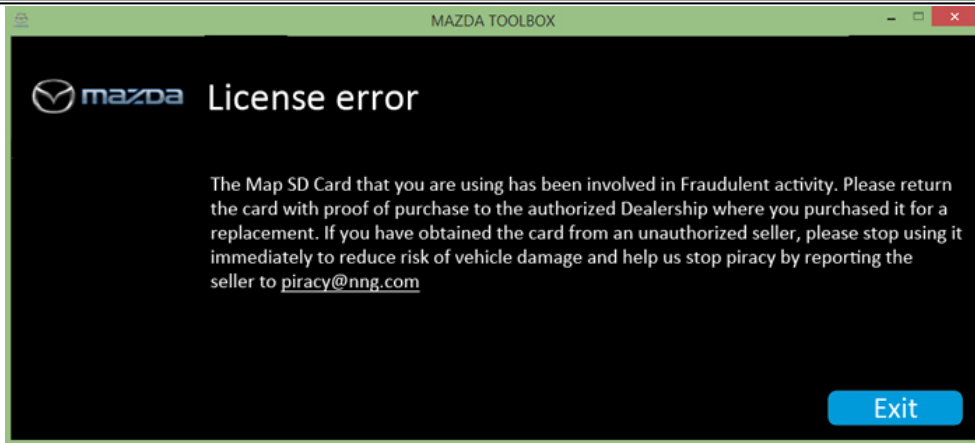 MAZDA TOOLBOX
mazda
License error
The Map SD Card that you are using has been involved in Fraudulent activity. Please return
the card with proof of purchase to the authorized Dealership where you purchased it for a
replacement. If you have obtained the card from an unauthorized seller, please stop using it
immediately to reduce risk of vehicle damage and help us stop piracy by reporting the
seller to piracy@nng.com
Exit